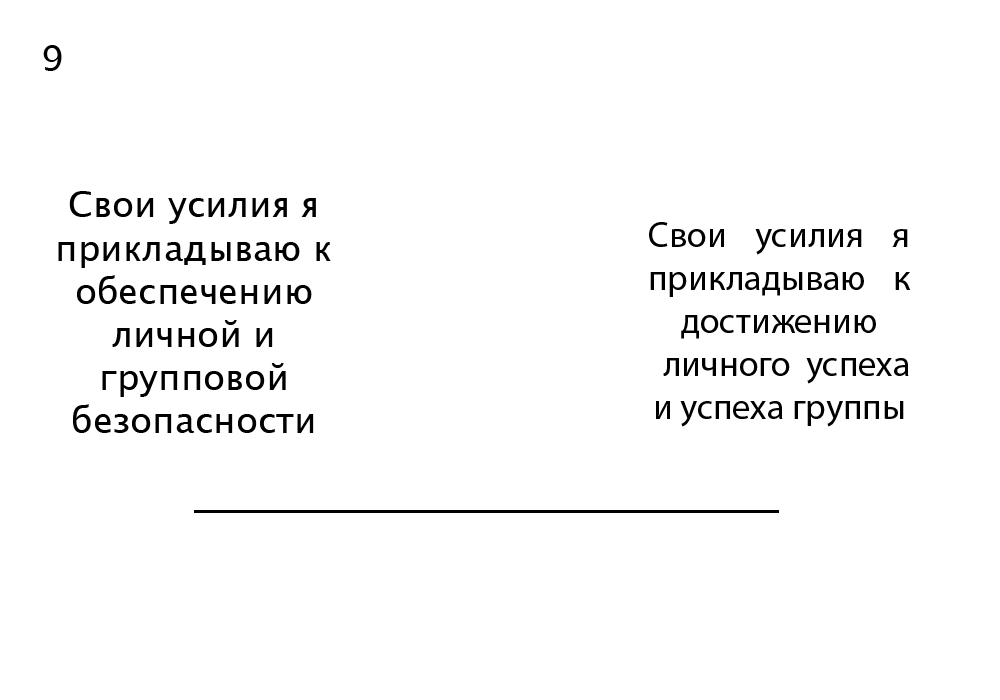 9
Свои усилия я
прикладываю к
обеспечению
личной и
групповой
безопасности
Свои усилия я
прикладываю к
достижению
личного успеха
и успеха группы